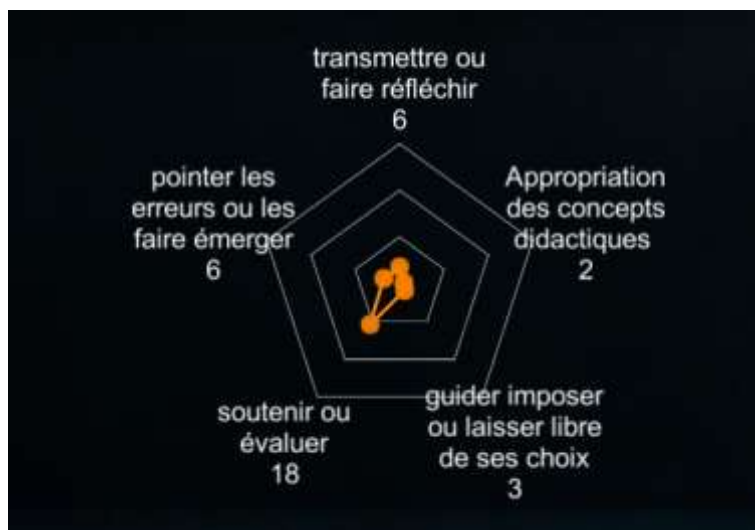 transmettre ou
faire réfléchir
6
pointer les
erreurs ou les
faire émerger
6
Appropriation
des concepts
didactiques
2
soutenir ou
évaluer
18
guider imposer
ou laisser libre
de ses choix
3